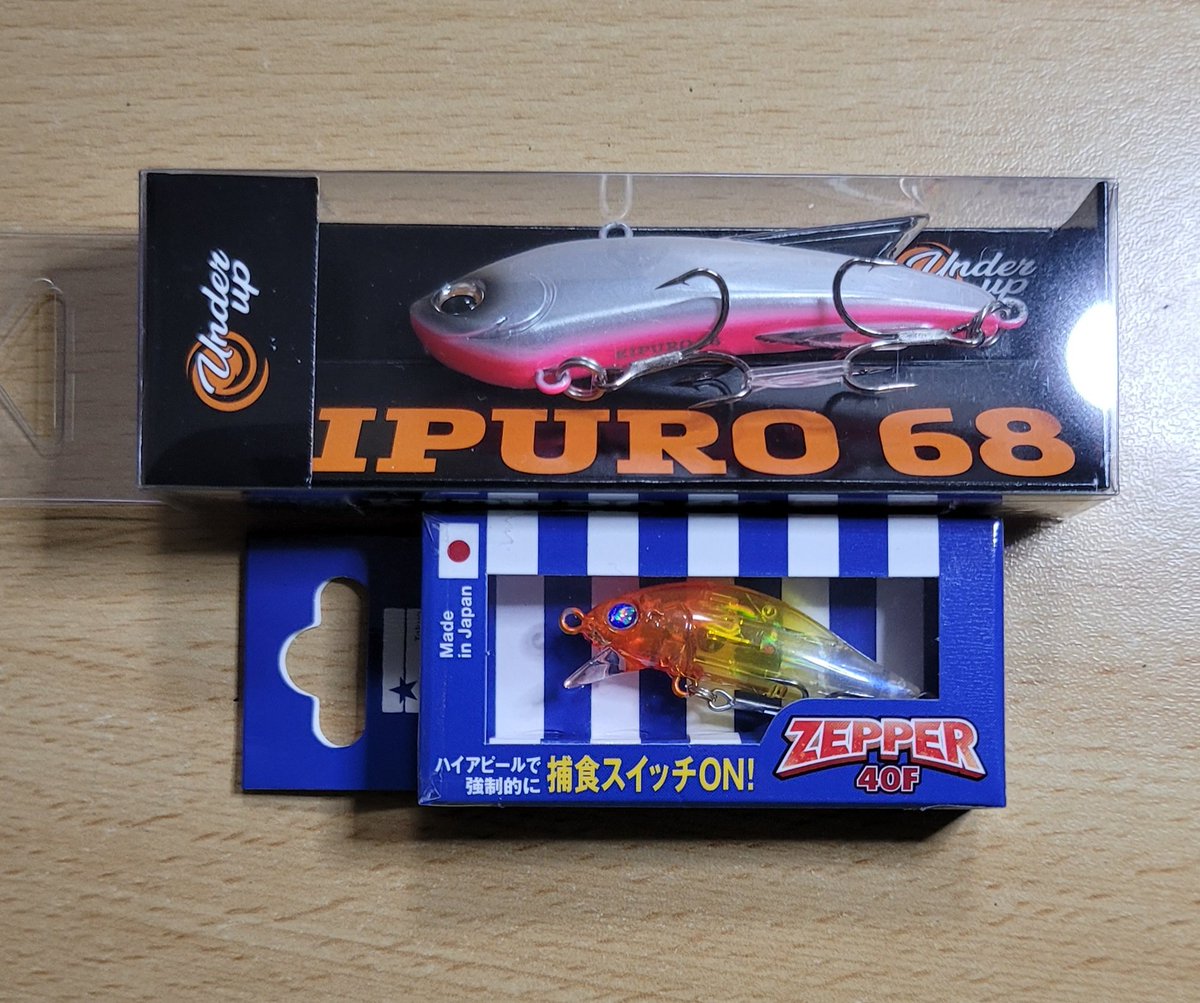 Under
up
Under
up
KIPURO 68
IPURO 68
Made
in Japan
ハイアピールで
強制的に
捕食スイッチON!
ZEPPER
40F